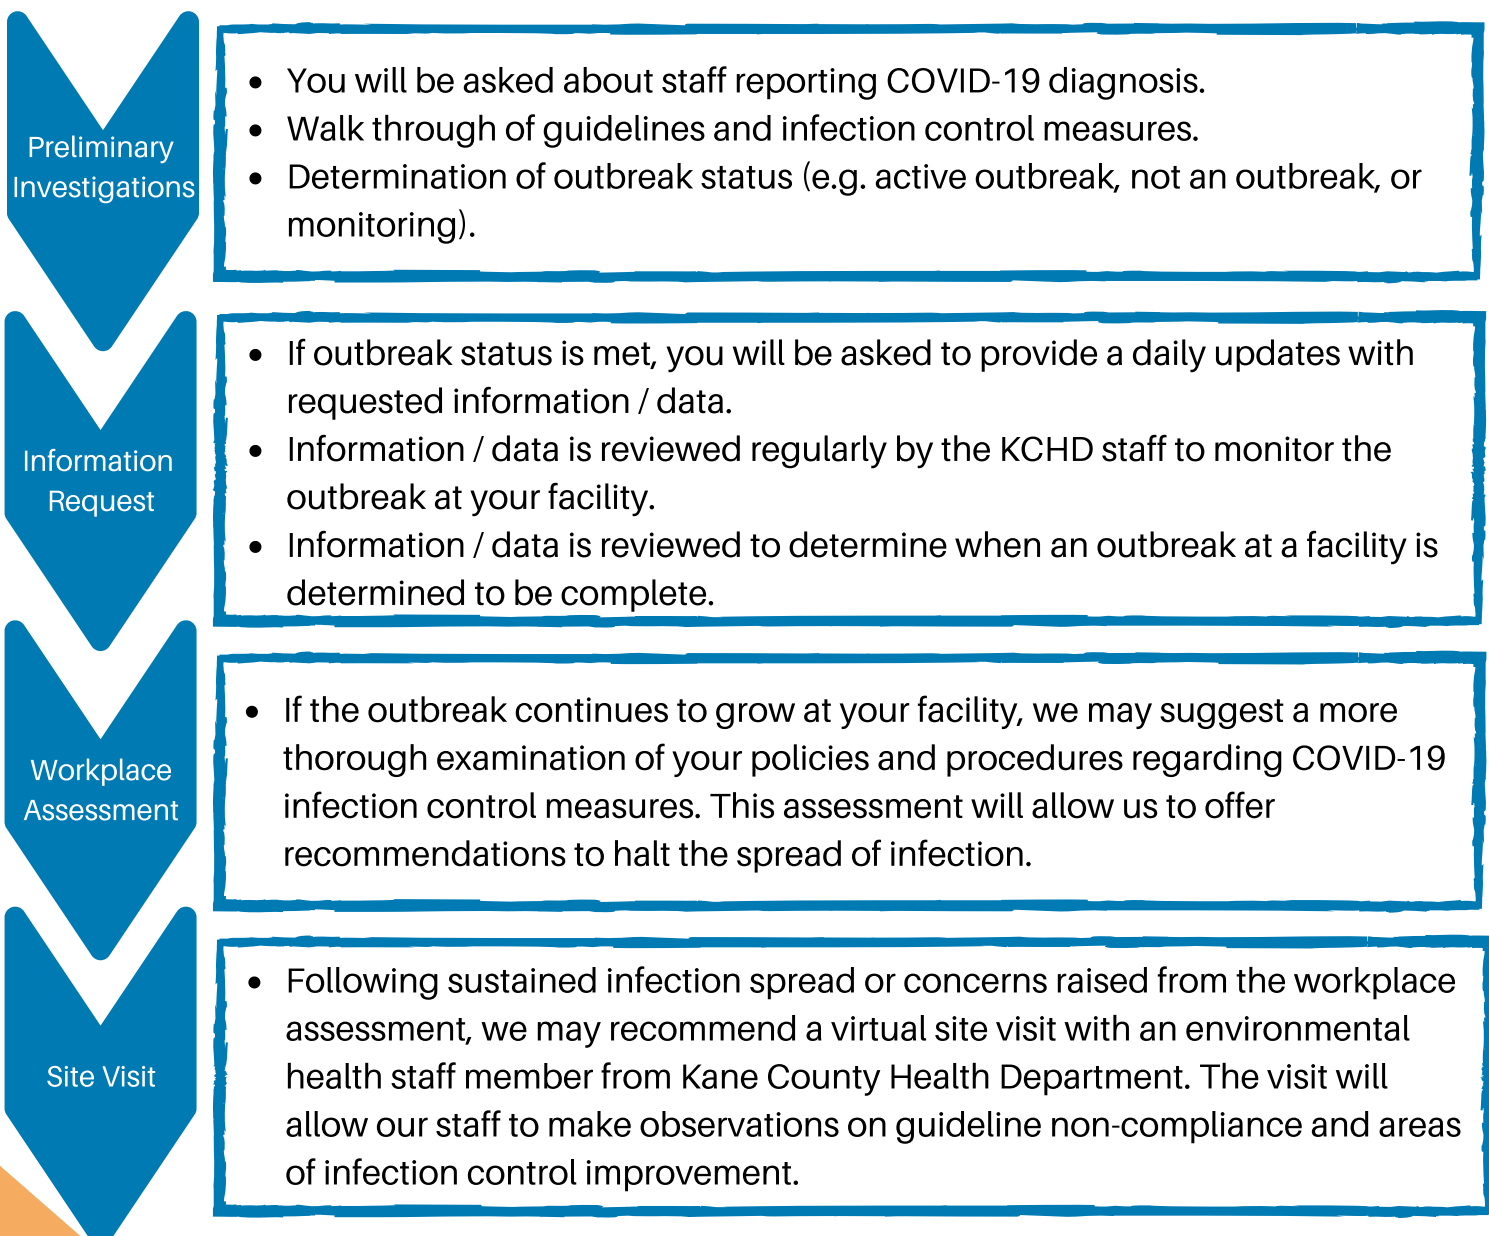 Preliminary
Investigations
• You will be asked about staff reporting COVID-19 diagnosis.
• Walk through of guidelines and infection control measures.
• Determination of outbreak status (e.g. active outbreak, not an outbreak, or
monitoring).
Information
Request
• If outbreak status is met, you will be asked to provide a daily updates with
requested information / data.
• Information / data is reviewed regularly by the KCHD staff to monitor the
outbreak at your facility.
• Information / data is reviewed to determine when an outbreak at a facility is
determined to be complete.
Workplace
Assessment
• If the outbreak continues to grow at your facility, we may suggest a more
thorough examination of your policies and procedures regarding COVID-19
infection control measures. This assessment will allow us to offer
recommendations to halt the spread of infection.
Site Visit
• Following sustained infection spread or concerns raised from the workplace
assessment, we may recommend a virtual site visit with an environmental
health staff member from Kane County Health Department. The visit will
allow our staff to make observations on guideline non-compliance and areas
of infection control improvement.